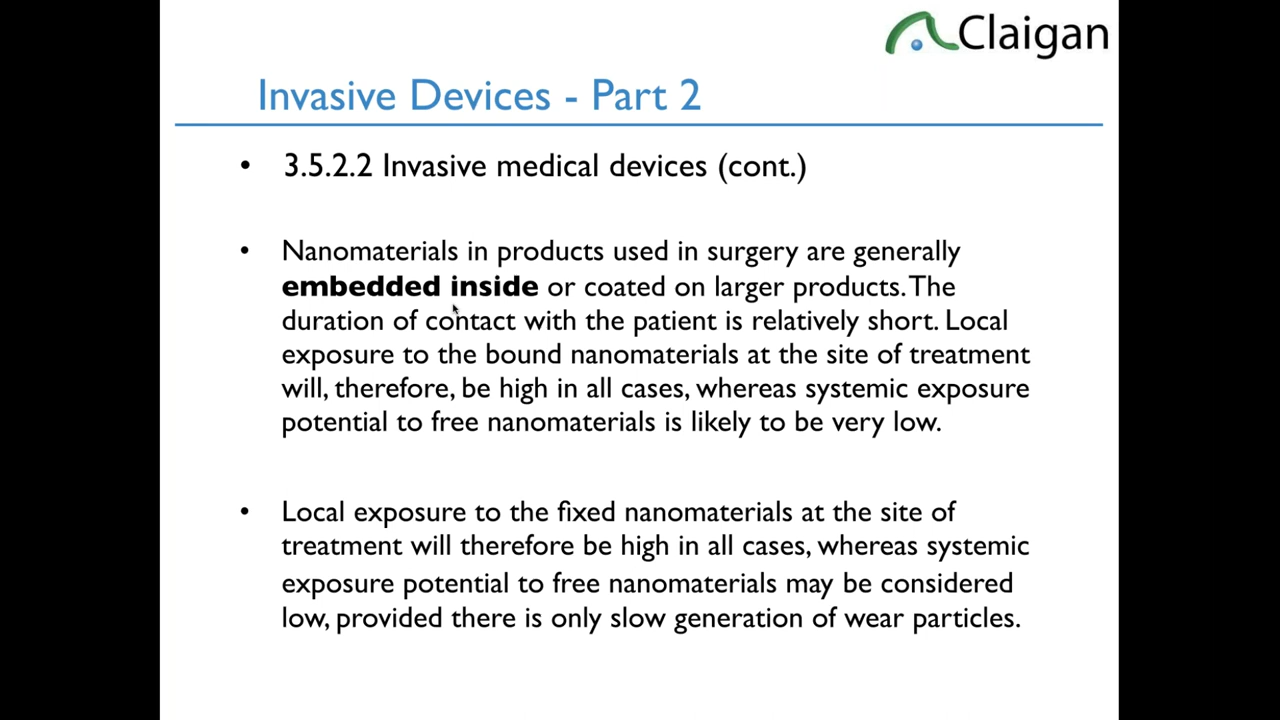 Claigan
Invasive Devices - Part 2
• 3.5.2.2 Invasive medical devices (cont.)
• Nanomaterials in products used in surgery are generally
embedded inside or coated on larger products. The
duration of contact with the patient is relatively short. Local
exposure to the bound nanomaterials at the site of treatment
will, therefore, be high in all cases, whereas systemic exposure
potential to free nanomaterials is likely to be very low.
• Local exposure to the fixed nanomaterials at the site of
treatment will therefore be high in all cases, whereas systemic
exposure potential to free nanomaterials may be considered
low, provided there is only slow generation of wear particles.